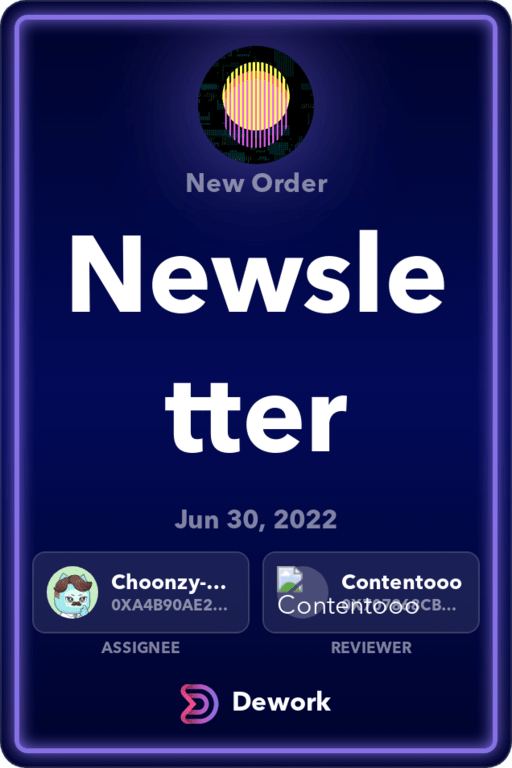 New Order
Newsle
tter
Jun 30, 2022
Choonzy-...
0XA4B90AE2...
Contentooo
Contentooo
ASSIGNEE
REVIEWER
Dework